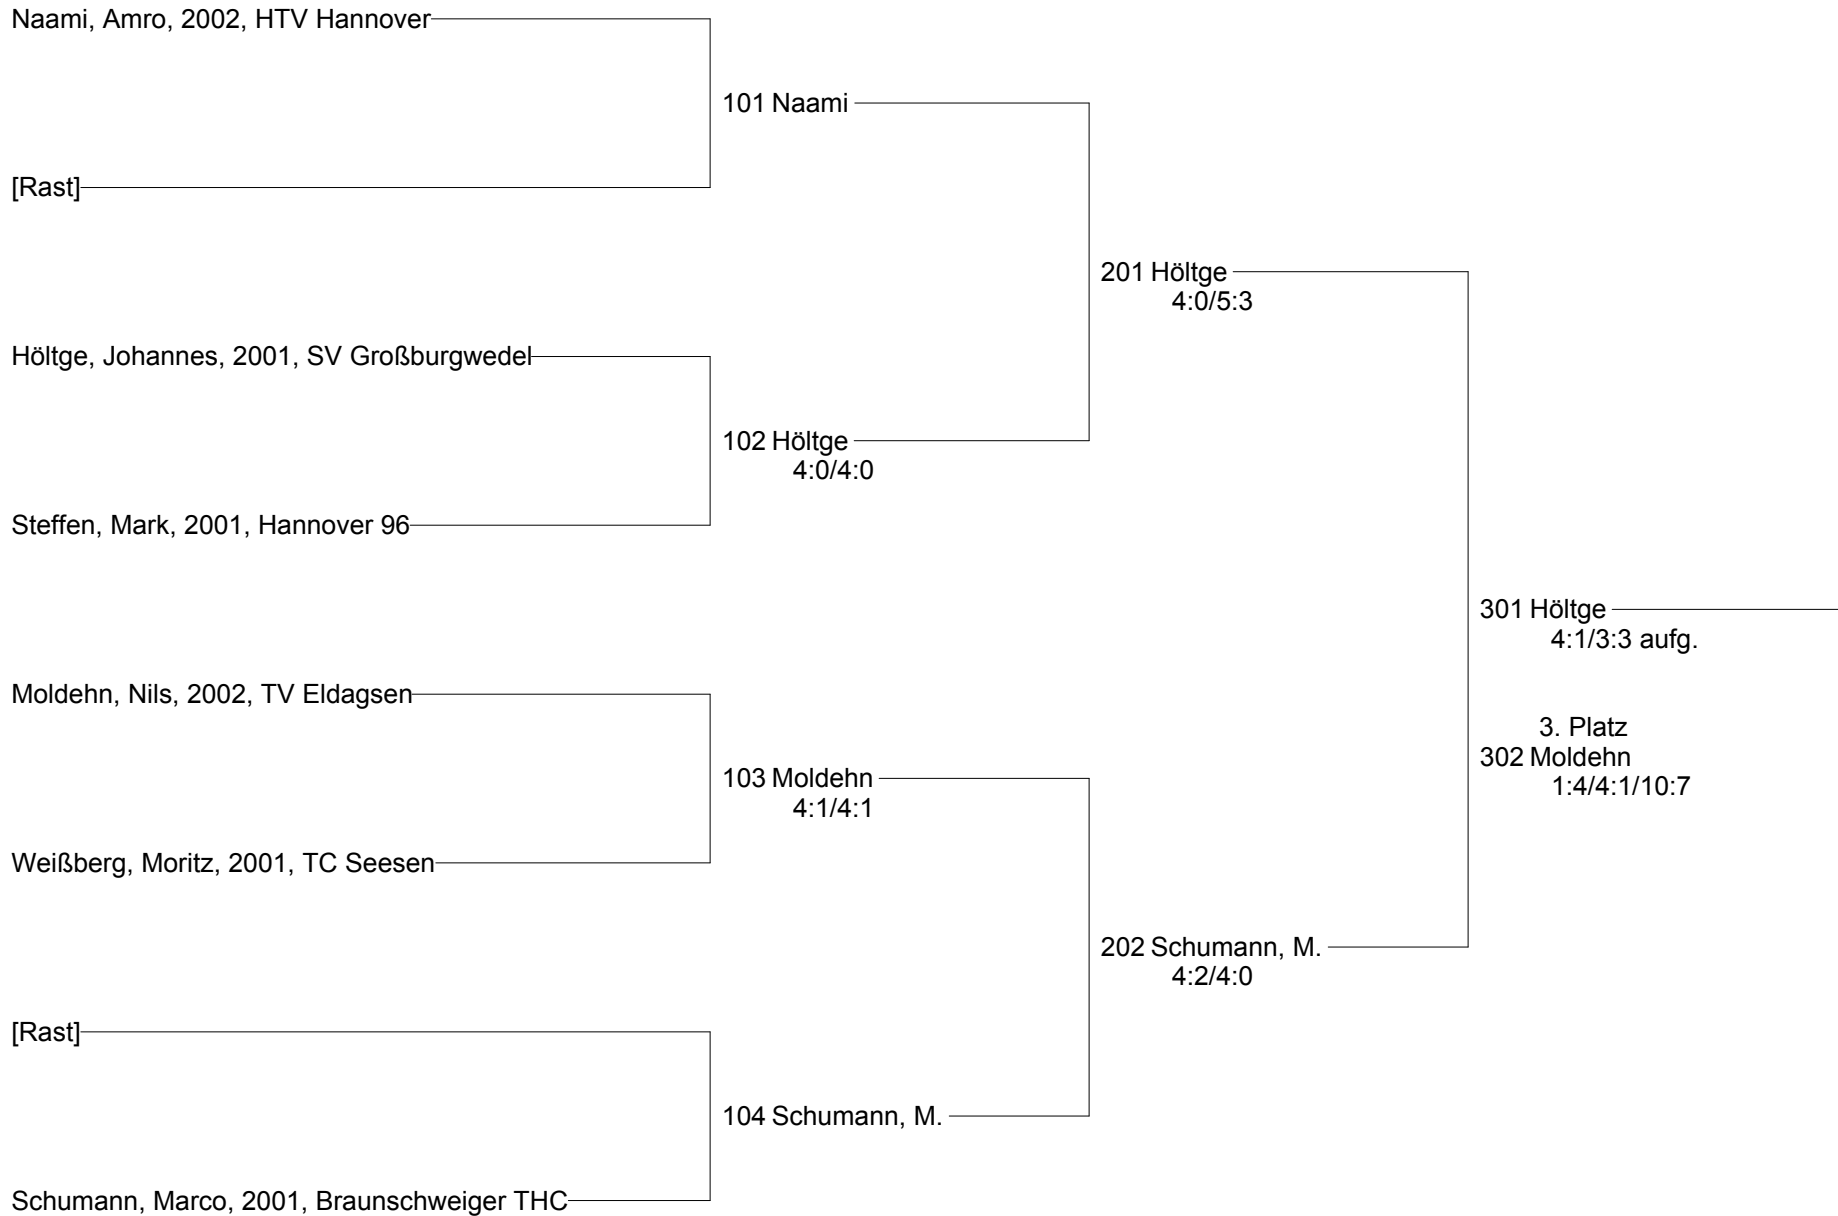 Naami, Amro, 2002, HTV Hannover
101 Naami
[Rast]
201 Höltge
4:0/5:3
Höltge, Johannes, 2001, SV Großburgwedel
102 Höltge
4:0/4:0
Steffen, Mark, 2001, Hannover 96
301 Höltge
4:1/3:3 aufg.
Moldehn, Nils, 2002, TV Eldagsen
3. Platz
302 Moldehn
1:4/4:1/10:7
103 Moldehn
4:1/4:1
Weißberg, Moritz, 2001, TC Seesen
202 Schumann, M.
4:2/4:0
[Rast]
104 Schumann, M.
Schumann, Marco, 2001, Braunschweiger THC